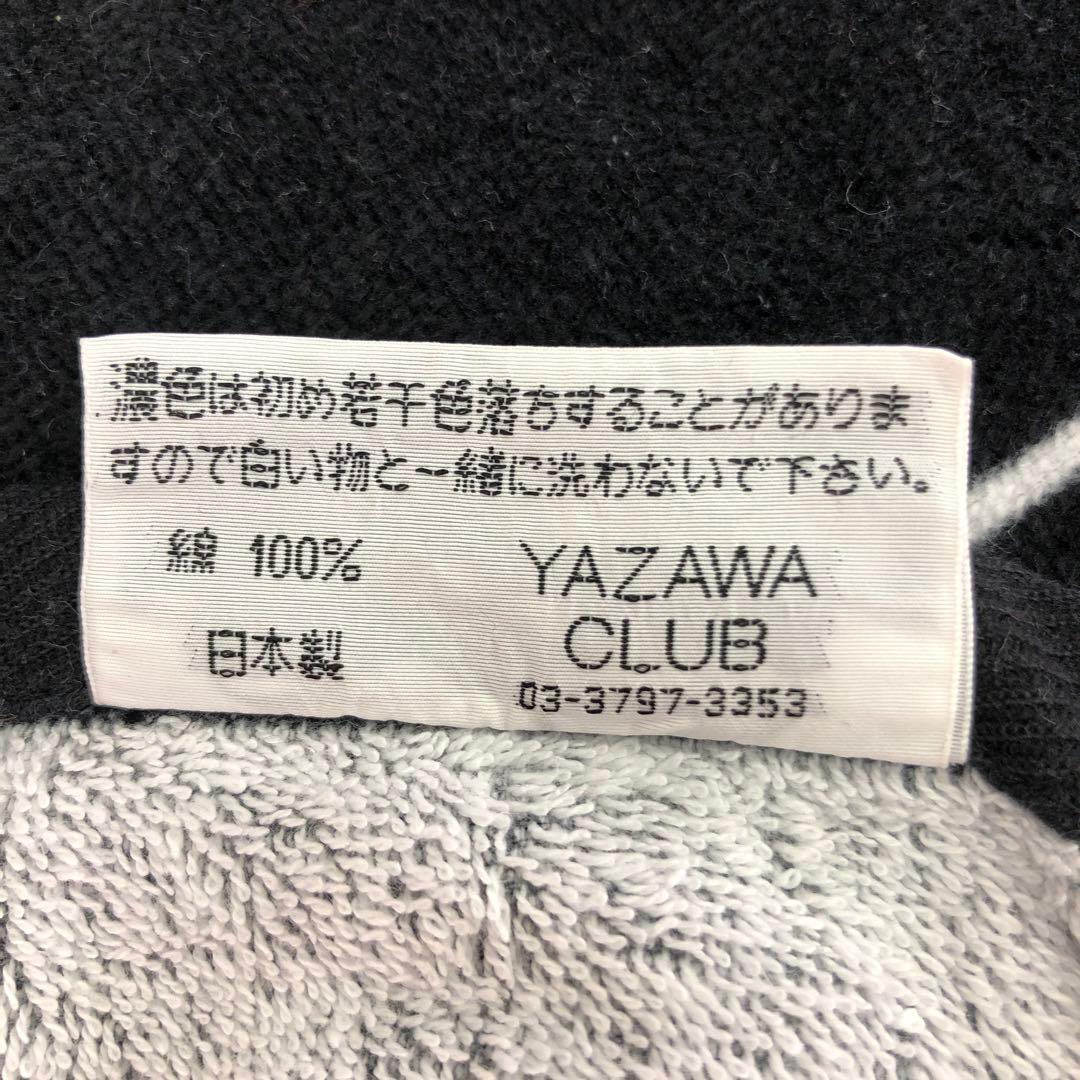 濃色は初め若干色落ちすることがありま
すので白い物と一緒に洗わないで下さい。
綿 100%
日本製
YAZAWA
CLUB
03-3797-3353